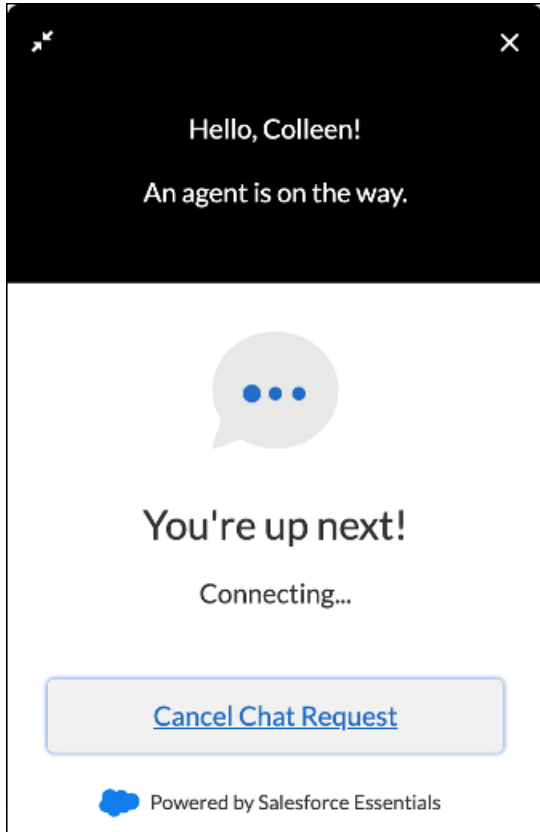 Hello, Colleen!
An agent is on the way.
You're up next!
Connecting...
Cancel Chat Request
Powered by Salesforce Essentials